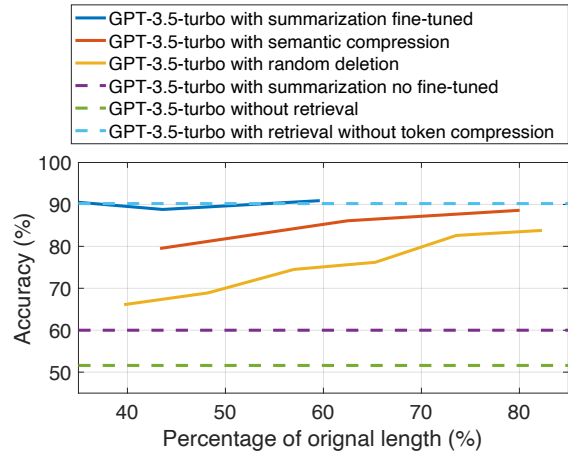 GPT-3.5-turbo with summarization fine-tuned
GPT-3.5-turbo with semantic compression
GPT-3.5-turbo with random deletion
GPT-3.5-turbo with summarization no fine-tuned
GPT-3.5-turbo without retrieval
GPT-3.5-turbo with retrieval without token compression
100
90
80
70
60
50
Accuracy (%)
40 50 60 70 80
Percentage of orignal length (%)